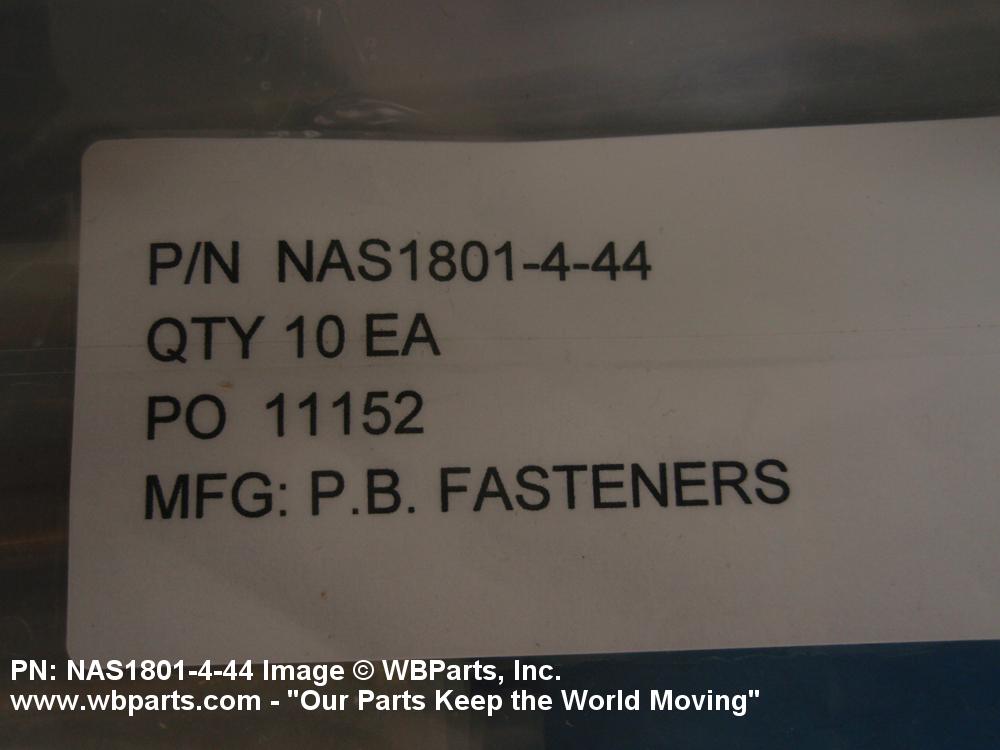 P/N NAS1801-4-44
QTY 10 EA
PO 11152
MFG: P.B. FASTENERS
PN: NAS1801-4-44 Image © WBParts, Inc.
www.wbparts.com - "Our Parts Keep the World Moving"